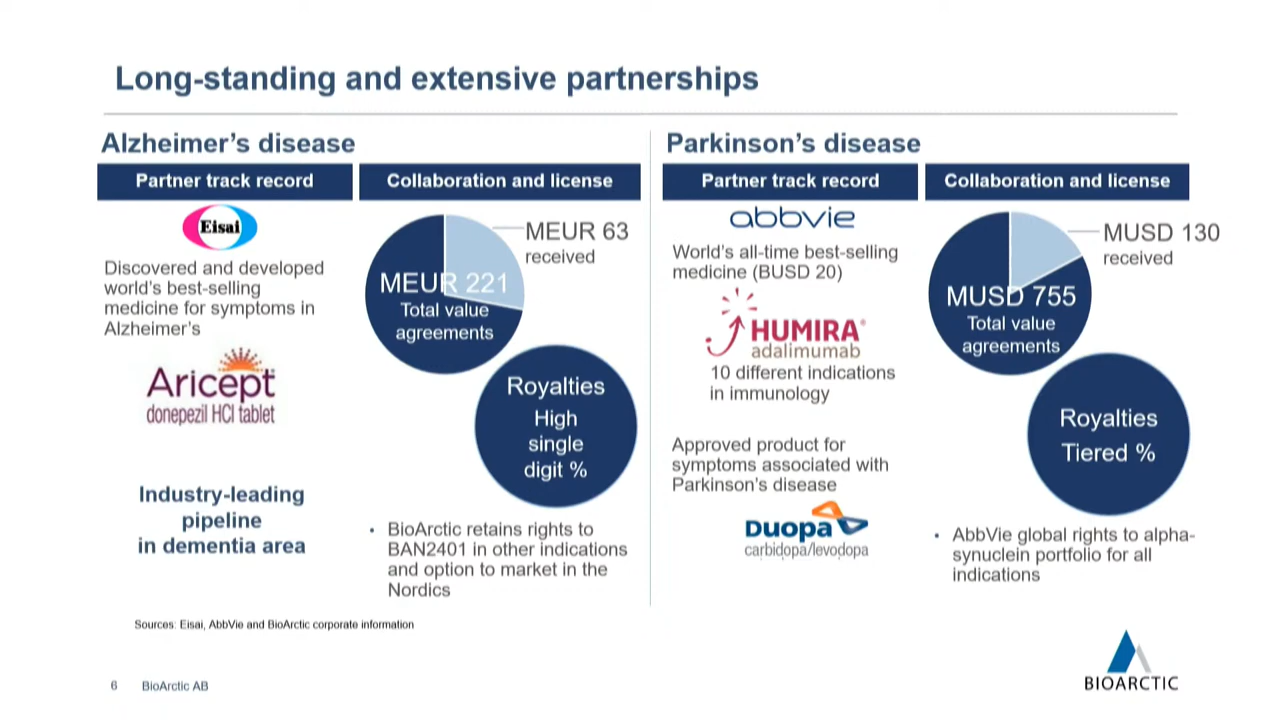 Long-standing and extensive partnerships
Alzheimer's disease
Partner track record
Collaboration and license
Eisai
Discovered and developed
world's best-selling
medicine for symptoms in
Alzheimer's
Aricept
donepezil HCl tablet
Industry-leading
pipeline
in dementia area
MEUR 63
received
MEUR 221
Total value
agreements
Royalties
High
single
digit %
• BioArctic retains rights to
BAN2401 in other indications
and option to market in the
Nordics
Parkinson's disease
Partner track record
Collaboration and license
abbvie
World's all-time best-selling
medicine (BUSD 20)
HUMIRA®
adalimumab
10 different indications
in immunology
Approved product for
symptoms associated with
Parkinson's disease
Duopa
carbidopa/levodopa
MUSD 130
received
MUSD 755
Total value
agreements
Royalties
Tiered %
• AbbVie global rights to alpha-
synuclein portfolio for all
indications
Sources: Eisai, AbbVie and BioArctic corporate information
6 BioArctic AB
BIOARCTIC